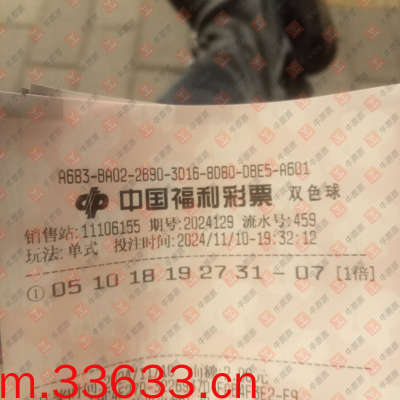 A6B3-BA02-2B90-3D16-8D80-DBE5-A601
中国福利彩票 双色球
销售站:11106155 期号:2024129 流水号:459
玩法:单式 投注时间:2024/11/10-19:32:12
① 05 10 18 19 27 31 - 07 [1倍]
m.33633.cn